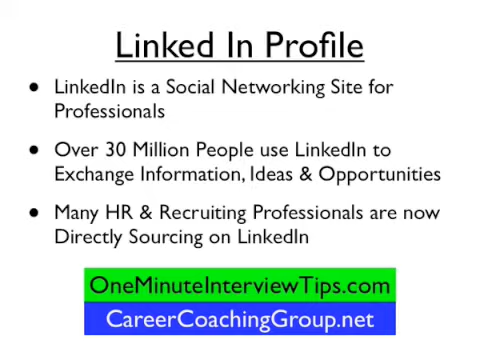 Linked In Profile
• LinkedIn is a Social Networking Site for
Professionals
• Over 30 Million People use LinkedIn to
Exchange Information, Ideas & Opportunities
• Many HR & Recruiting Professionals are now
Directly Sourcing on LinkedIn
OneMinuteInterviewTips.com
CareerCoachingGroup.net